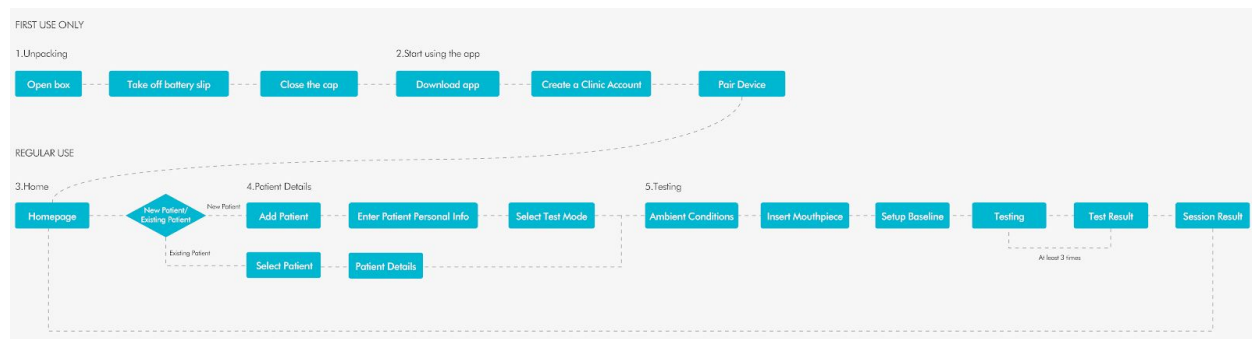 FIRST USE ONLY
1.Unpacking
2.Start using the app
Open box
Take off battery slip
Close the cap
Download app
Create a Clinic Account
Pair Device
REGULAR USE
3.Home
4.Patient Details
5.Testing
Homepage
New Patient/
Existing Patient
New Patient
Add Patient
Enter Patient Personal Info
Select Test Mode
Ambient Conditions
Insert Mouthpiece
Setup Baseline
Testing
Test Result
Session Result
Existing Patient
Select Patient
Patient Details
At least 3 times